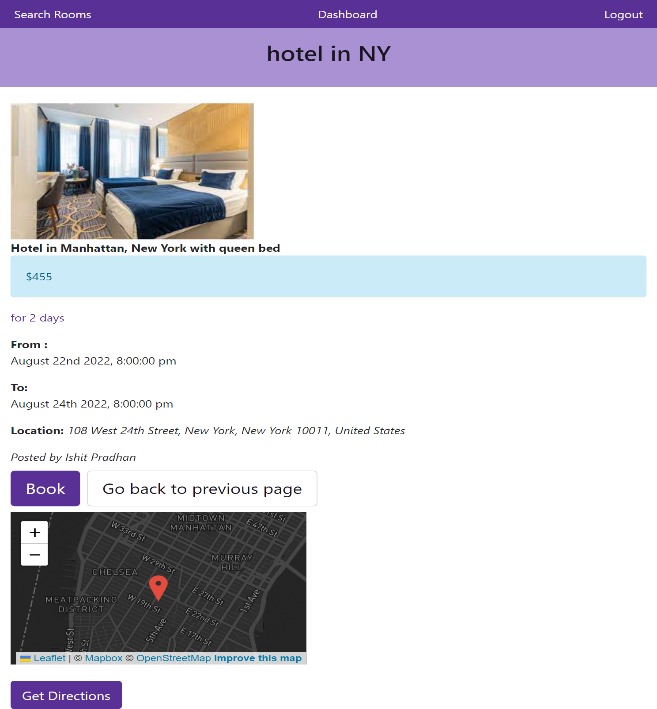 Search Rooms Dashboard Logout
hotel in NY
Hotel in Manhattan, New York with queen bed
$455
for 2 days
From :
August 22nd 2022, 8:00:00 pm
To:
August 24th 2022, 8:00:00 pm
Location: 108 West 24th Street, New York, New York 10011, United States
Posted by Ishit Pradhan
Book Go back to previous page
+
−
MIDTOWN
MANHATTAN
W 33rd St
E 47th St
W 29th St
MURRAY
HILL
CHELSEA
MEATPACKING
DISTRICT
W 19th St
E 27th St
E 22nd St
1st Ave
5th Ave
E 17th St
Leaflet | © Mapbox © OpenStreetMap Improve this map
Get Directions